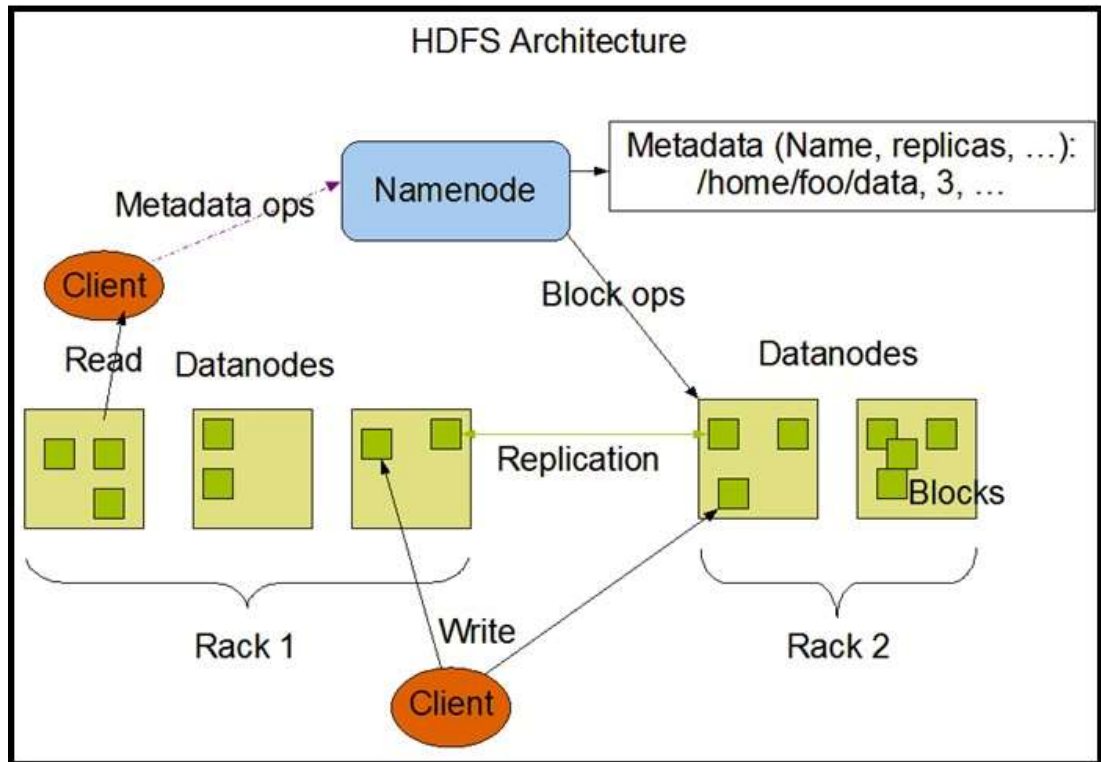 HDFS Architecture
Metadata (Name, replicas, …):
/home/foo/data, 3, …
Namenode
Metadata ops
Client
Block ops
Read
Datanodes
Datanodes
Replication
Blocks
Rack 1
Write
Rack 2
Client